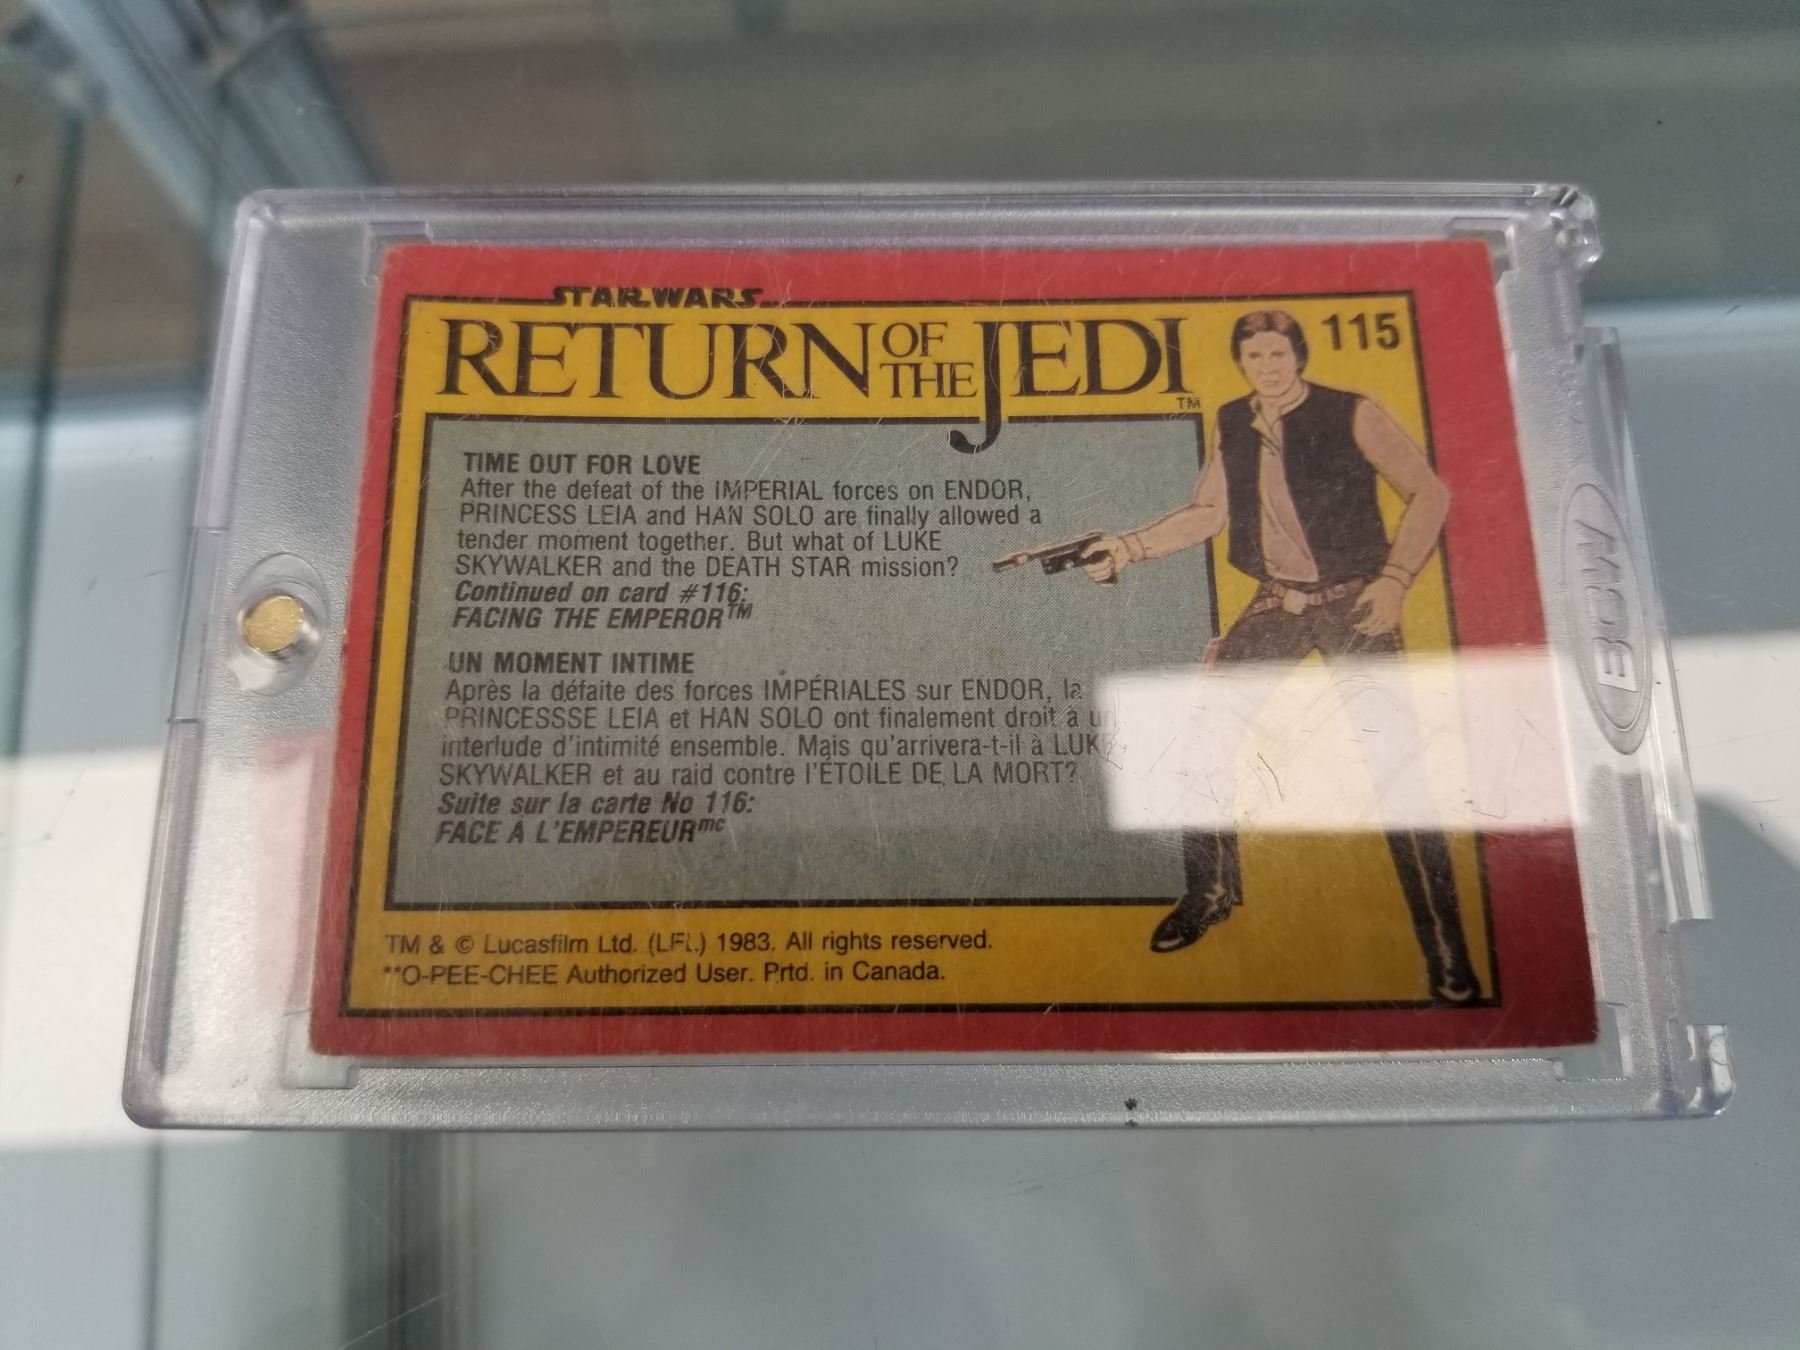 STAR WARS
RETURN OF THE JEDI™
115
TIME OUT FOR LOVE
After the defeat of the IMPERIAL forces on ENDOR,
PRINCESS LEIA and HAN SOLO are finally allowed a
tender moment together. But what of LUKE
SKYWALKER and the DEATH STAR mission?
Continued on card #116:
FACING THE EMPEROR™
UN MOMENT INTIME
Après la défaite des forces IMPÉRIALES sur ENDOR, la
PRINCESSSE LEIA et HAN SOLO ont finalement droit à un
interlude d'intimité ensemble. Mais qu'arrivera-t-il à LUKE
SKYWALKER et au raid contre l'ÉTOILE DE LA MORT?
Suite sur la carte No 116:
FACE À L'EMPEREURmc
TM & © Lucasfilm Ltd. (LFL) 1983. All rights reserved.
**O-PEE-CHEE Authorized User. Prtd. in Canada.
BCW